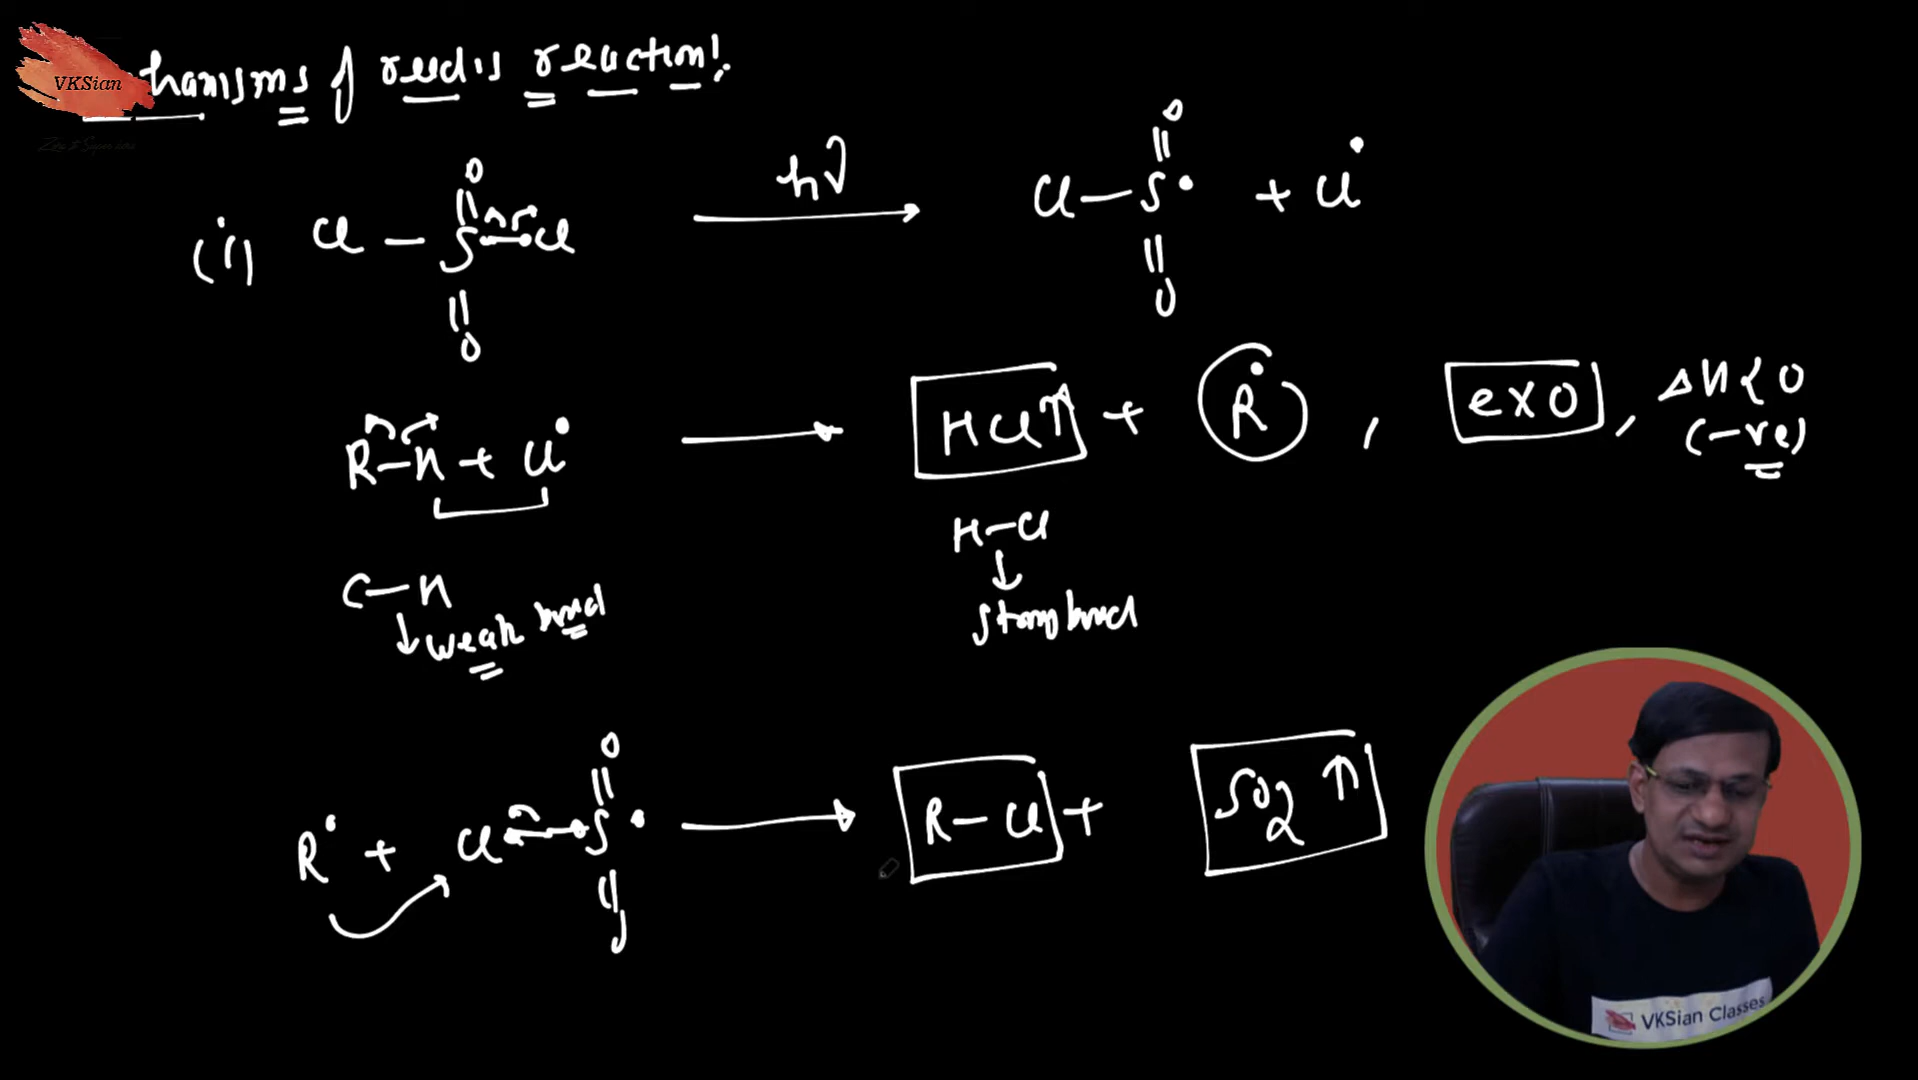 VKSian
hanisms of reed's reaction!
hν
O
||
Cl — S• + Cl•
||
O
O
||
(i) Cl — S — Cl
||
O
R—H + Cl• → HCl↑ + R• , exo , ΔH<0
(-ve)
H—Cl
↓
strong bond
C—H
↓ weak bond
O
||
R• + Cl — S• → R—Cl + SO2↑
||
O
VKSian Classes